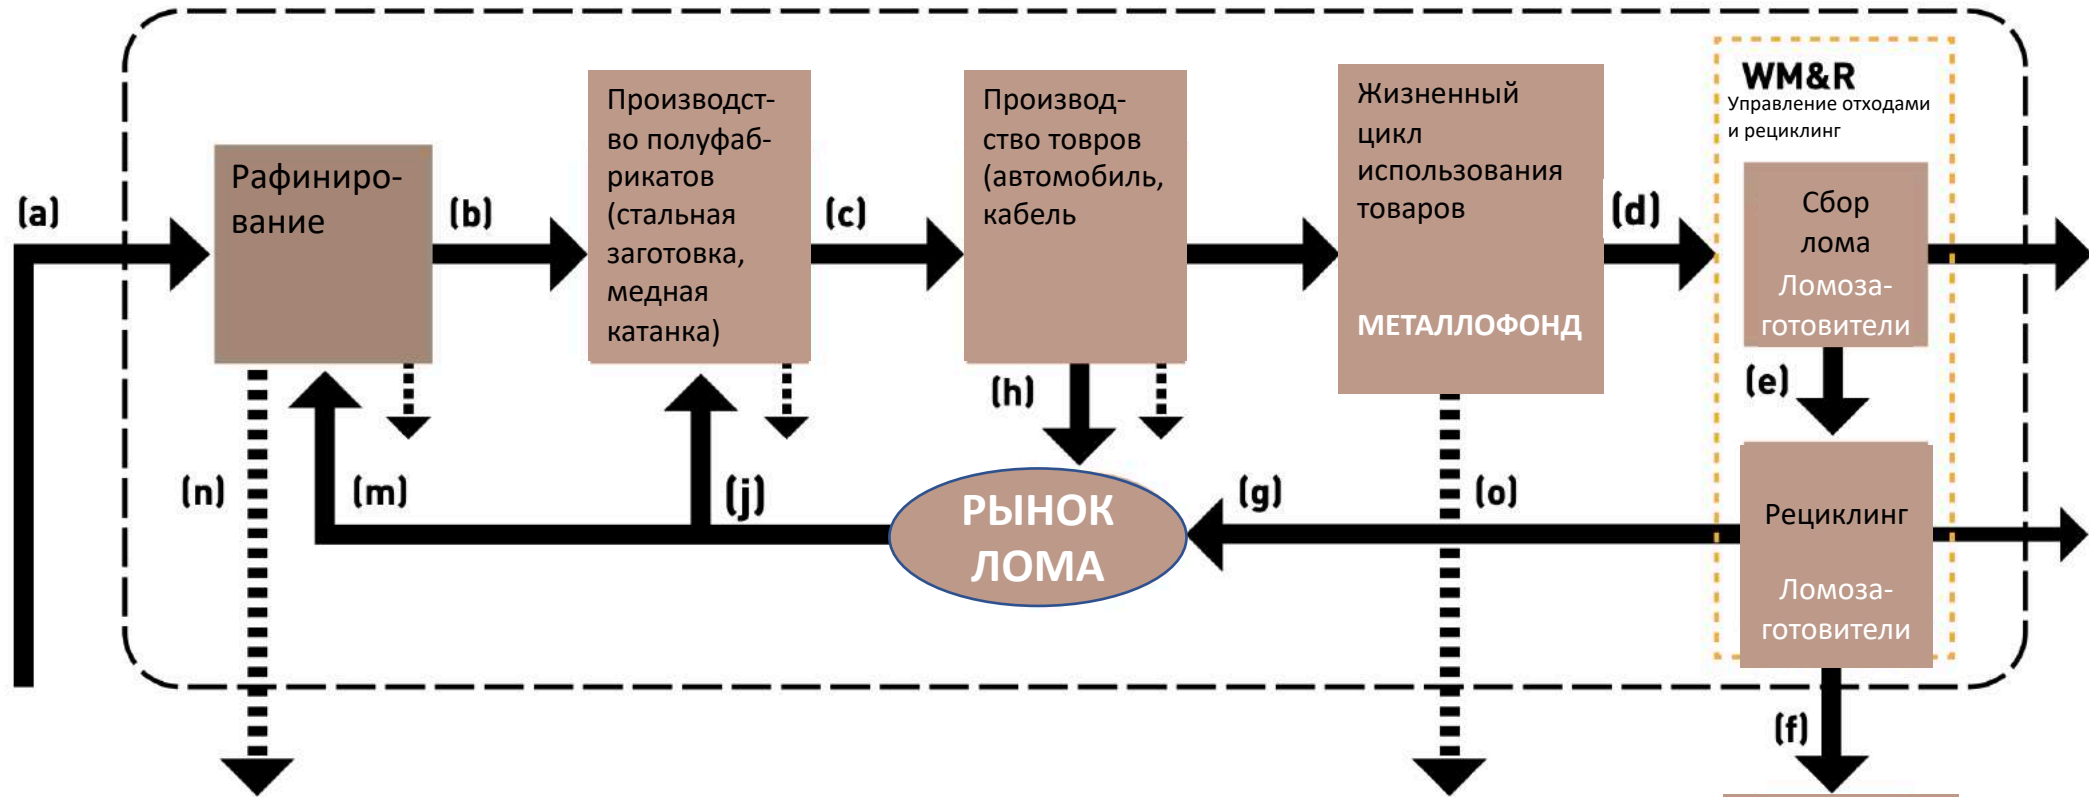 (a)
Рафиниро-
вание
(b)
Производст-
во полуфаб-
рикатов
(стальная
заготовка,
медная
катанка)
(c)
Производ-
ство товров
(автомобиль,
кабель
Жизненный
цикл
использования
товаров
МЕТАЛЛОФОНД
(d)
WM&R
Управление отходами
и рециклинг
Сбор
лома
Ломоза-
готовители
(e)
(h)
(n)
(m)
(j)
РЫНОК
ЛОМА
(g)
(o)
Рециклинг
Ломоза-
готовители
(f)